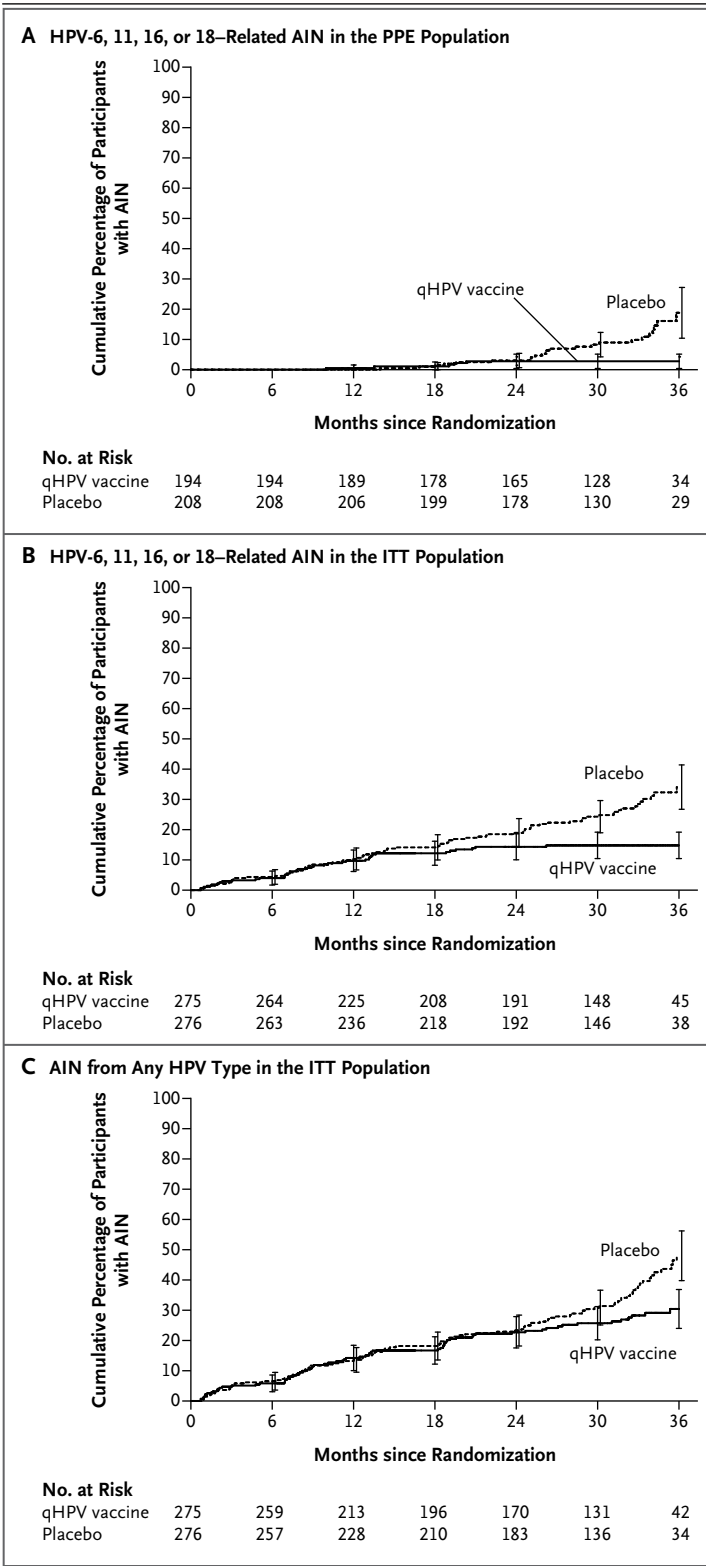 A HPV-6, 11, 16, or 18–Related AIN in the PPE Population
Cumulative Percentage of Participants
with AIN
100
90
80
70
60
50
40
30
20
10
0
qHPV vaccine
Placebo
0 6 12 18 24 30 36
Months since Randomization
No. at Risk
qHPV vaccine 194 194 189 178 165 128 34
Placebo 208 208 206 199 178 130 29
B HPV-6, 11, 16, or 18–Related AIN in the ITT Population
Cumulative Percentage of Participants
with AIN
100
90
80
70
60
50
40
30
20
10
0
Placebo
qHPV vaccine
0 6 12 18 24 30 36
Months since Randomization
No. at Risk
qHPV vaccine 275 264 225 208 191 148 45
Placebo 276 263 236 218 192 146 38
C AIN from Any HPV Type in the ITT Population
Cumulative Percentage of Participants
with AIN
100
90
80
70
60
50
40
30
20
10
0
Placebo
qHPV vaccine
0 6 12 18 24 30 36
Months since Randomization
No. at Risk
qHPV vaccine 275 259 213 196 170 131 42
Placebo 276 257 228 210 183 136 34